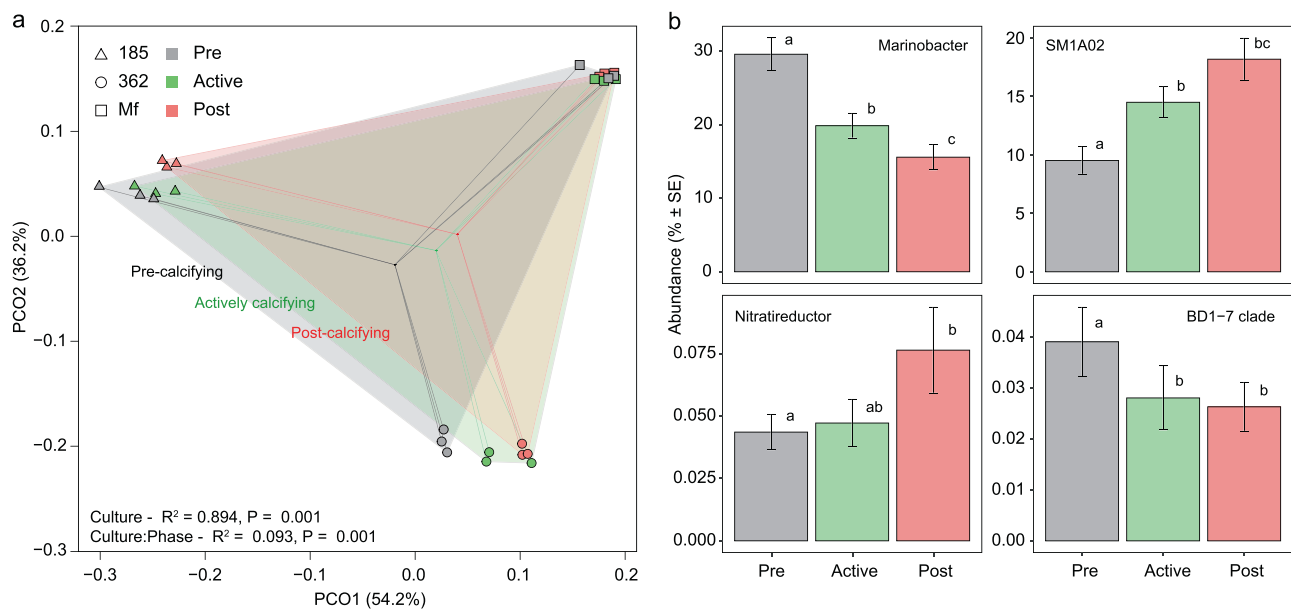 a
0.2
0.1
0.0
−0.1
−0.2
−0.3
PCO2 (36.2%)
185
362
Mf
Pre
Active
Post
Pre-calcifying
Actively calcifying
Post-calcifying
Culture - R² = 0.894, P = 0.001
Culture:Phase - R² = 0.093, P = 0.001
−0.3
−0.2
−0.1
0.0
0.1
0.2
PCO1 (54.2%)
b
Abundance (% ± SE)
Marinobacter
30
20
10
0
a
b
c
SM1A02
20
15
10
5
0
a
b
bc
Nitratireductor
0.075
0.050
0.025
0.000
a
ab
b
Pre
Active
Post
BD1−7 clade
0.04
0.03
0.02
0.01
0.00
a
b
b
Pre
Active
Post